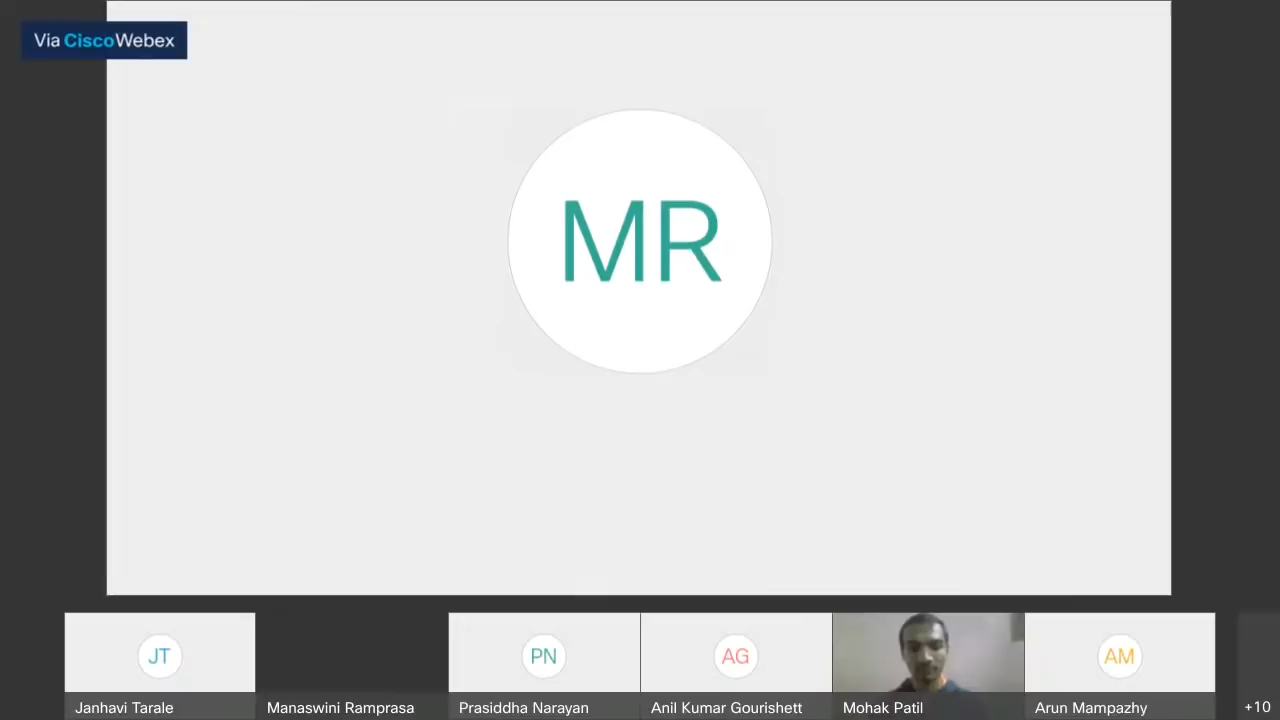 Via CiscoWebex
MR
JT
PN
AG
AM
Janhavi Tarale
Manaswini Ramprasa
Prasiddha Narayan
Anil Kumar Gourishett
Mohak Patil
Arun Mampazhy
+10